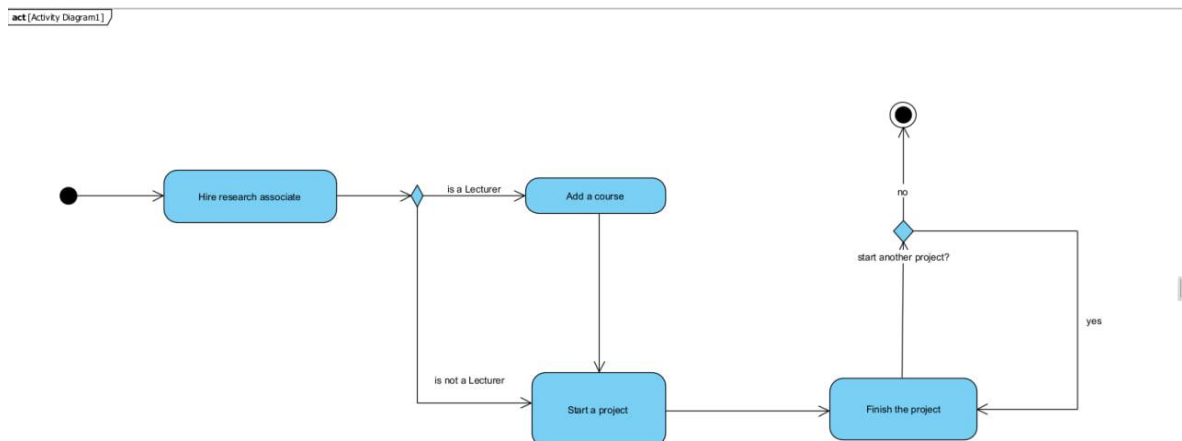 act [Activity Diagram1]
Hire research associate
is a Lecturer
Add a course
no
start another project?
yes
is not a Lecturer
Start a project
Finish the project